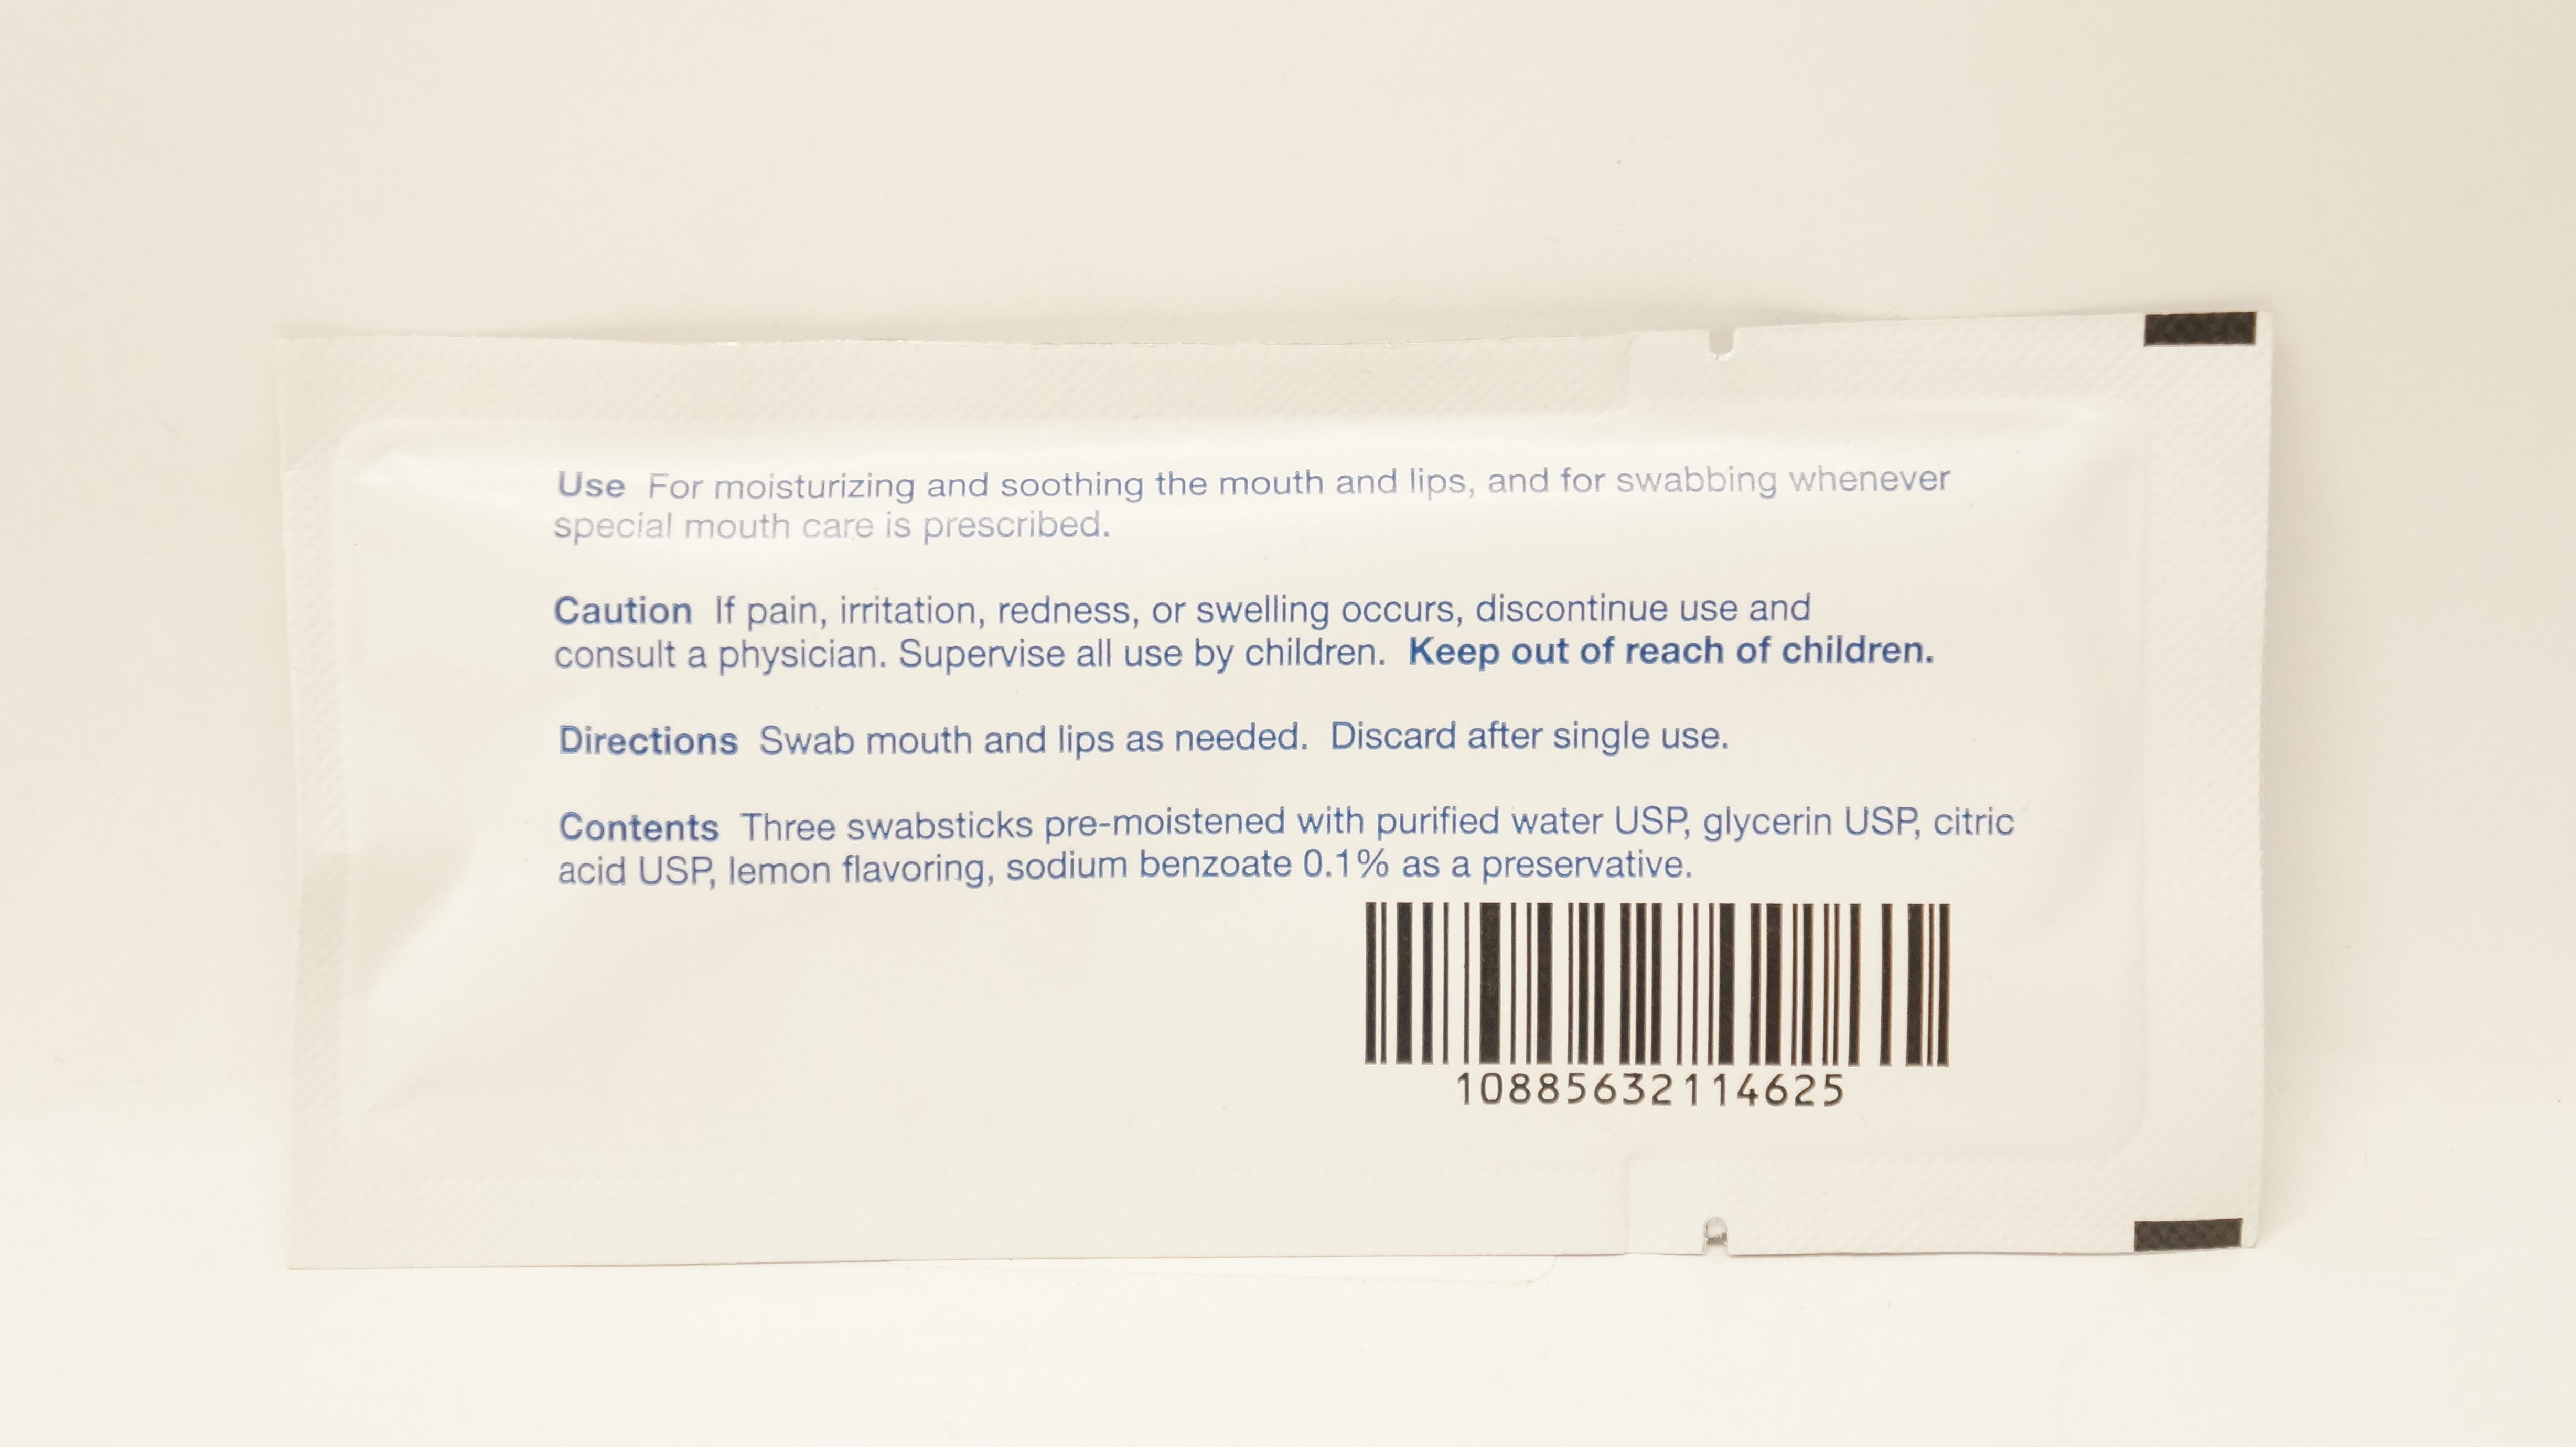 Use For moisturizing and soothing the mouth and lips, and for swabbing whenever
special mouth care is prescribed.
Caution If pain, irritation, redness, or swelling occurs, discontinue use and
consult a physician. Supervise all use by children. Keep out of reach of children.
Directions Swab mouth and lips as needed. Discard after single use.
Contents Three swabsticks pre-moistened with purified water USP, glycerin USP, citric
acid USP, lemon flavoring, sodium benzoate 0.1% as a preservative.
10885632114625